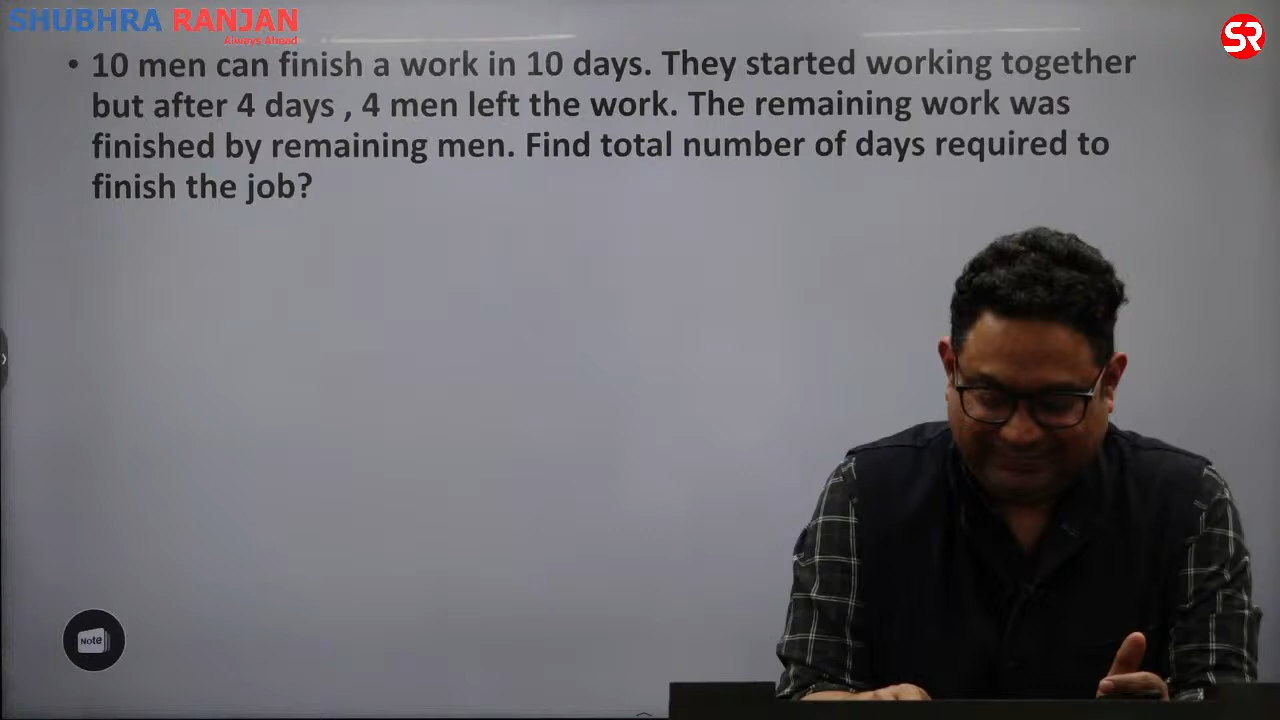 SHUBHRA RANJAN
Always Ahead
SR
• 10 men can finish a work in 10 days. They started working together
but after 4 days , 4 men left the work. The remaining work was
finished by remaining men. Find total number of days required to
finish the job?
Note